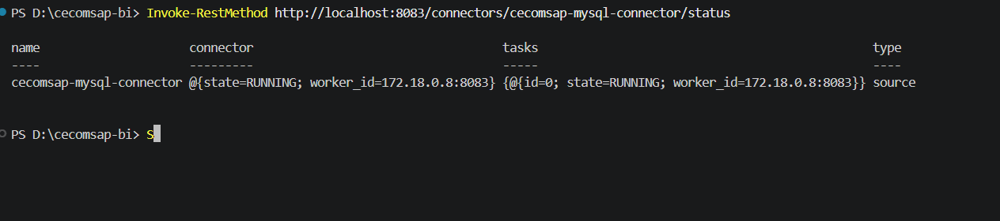 PS D:\cecomsap-bi> Invoke-RestMethod http://localhost:8083/connectors/cecomsap-mysql-connector/status
name connector tasks type
---- --------- ----- ----
cecomsap-mysql-connector @{state=RUNNING; worker_id=172.18.0.8:8083} {@{id=0; state=RUNNING; worker_id=172.18.0.8:8083}} source
PS D:\cecomsap-bi> S